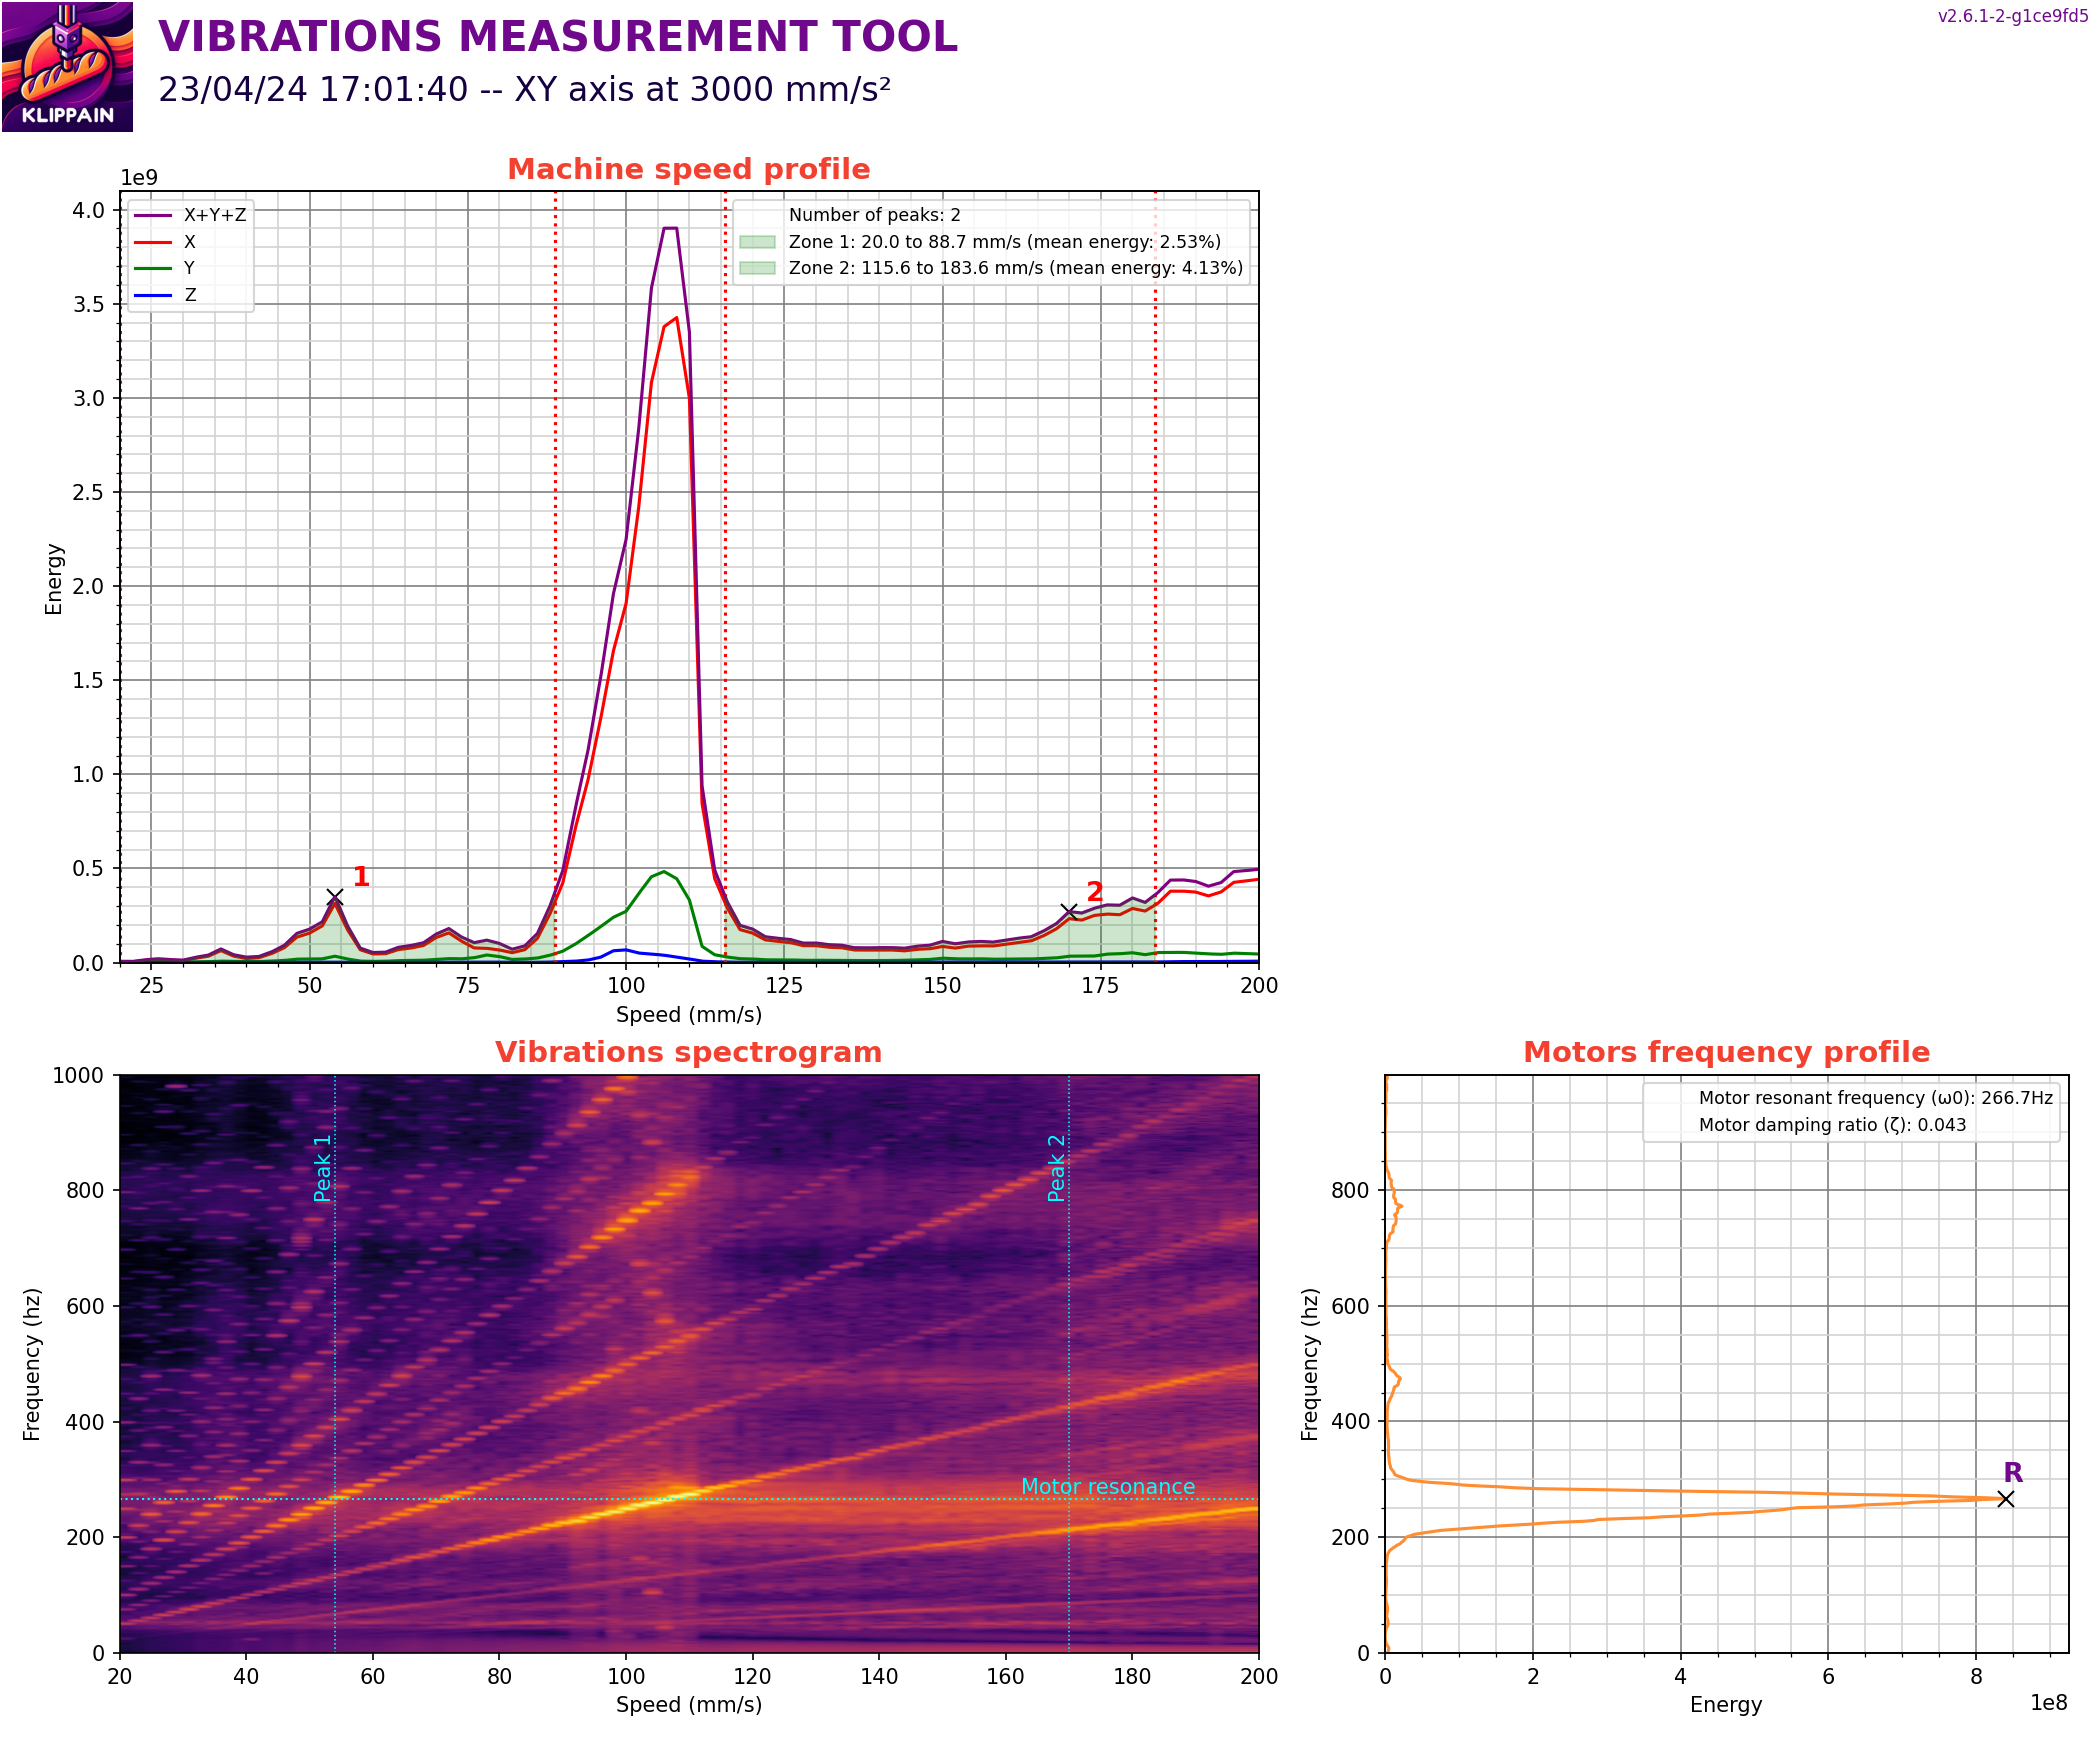 VIBRATIONS MEASUREMENT TOOL
v2.6.1-2-g1ce9fd5
23/04/24 17:01:40 -- XY axis at 3000 mm/s²
KLIPPAIN
Machine speed profile
1e9
X+Y+Z
X
Y
Z
Number of peaks: 2
Zone 1: 20.0 to 88.7 mm/s (mean energy: 2.53%)
Zone 2: 115.6 to 183.6 mm/s (mean energy: 4.13%)
4.0
3.5
3.0
2.5
2.0
1.5
1.0
0.5
0.0
Energy
1
2
25 50 75 100 125 150 175 200
Speed (mm/s)
Vibrations spectrogram
1000
800
600
400
200
0
Frequency (hz)
Peak 1
Peak 2
Motor resonance
20 40 60 80 100 120 140 160 180 200
Speed (mm/s)
Motors frequency profile
Motor resonant frequency (ω0): 266.7Hz
Motor damping ratio (ζ): 0.043
800
600
400
200
0
Frequency (hz)
R
0 2 4 6 8
1e8
Energy